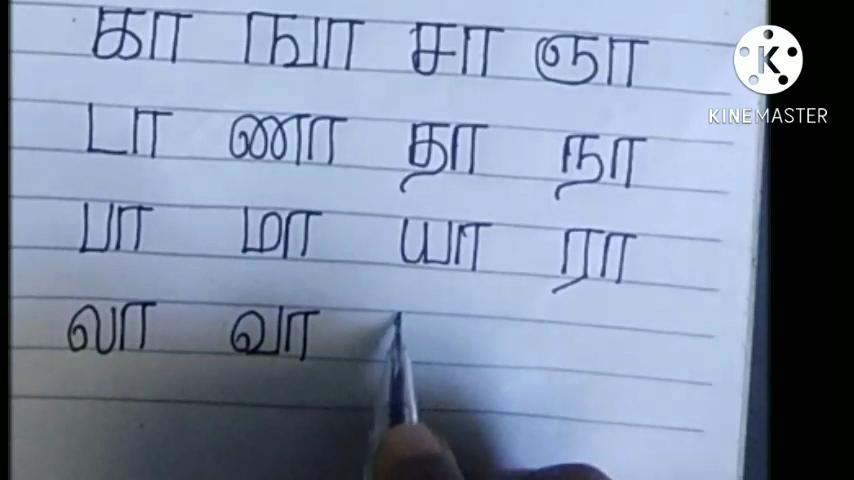 கா ஙா சா ஞா
டா ணா தா நா
பா மா யா ரா
லா வா
K
KINEMASTER